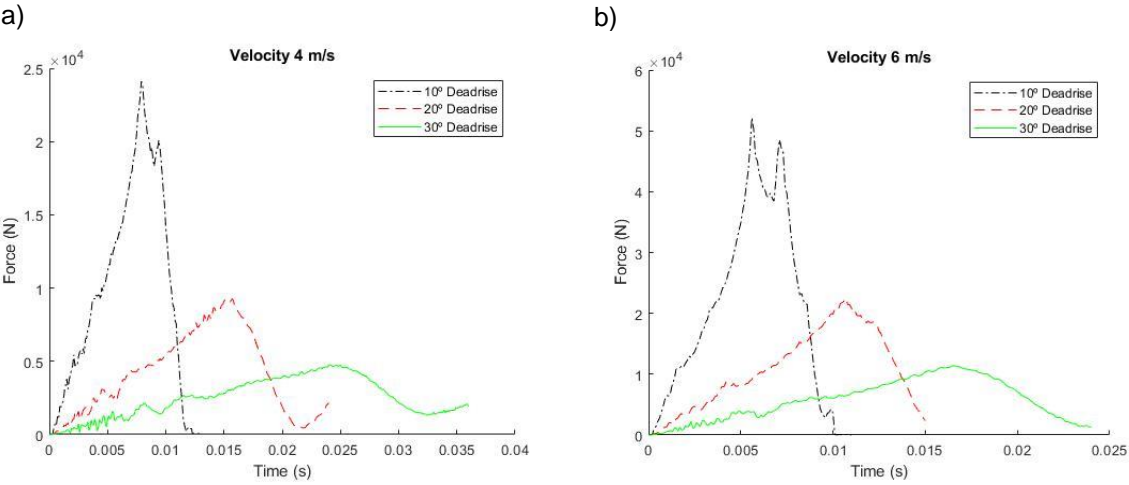 a)
Velocity 4 m/s
× 10^4
2.5
2
1.5
1
0.5
0
Force (N)
0 0.005 0.01 0.015 0.02 0.025 0.03 0.035 0.04
Time (s)
10º Deadrise
20º Deadrise
30º Deadrise
b)
Velocity 6 m/s
× 10^4
6
5
4
3
2
1
0
Force (N)
0 0.005 0.01 0.015 0.02 0.025
Time (s)
10º Deadrise
20º Deadrise
30º Deadrise